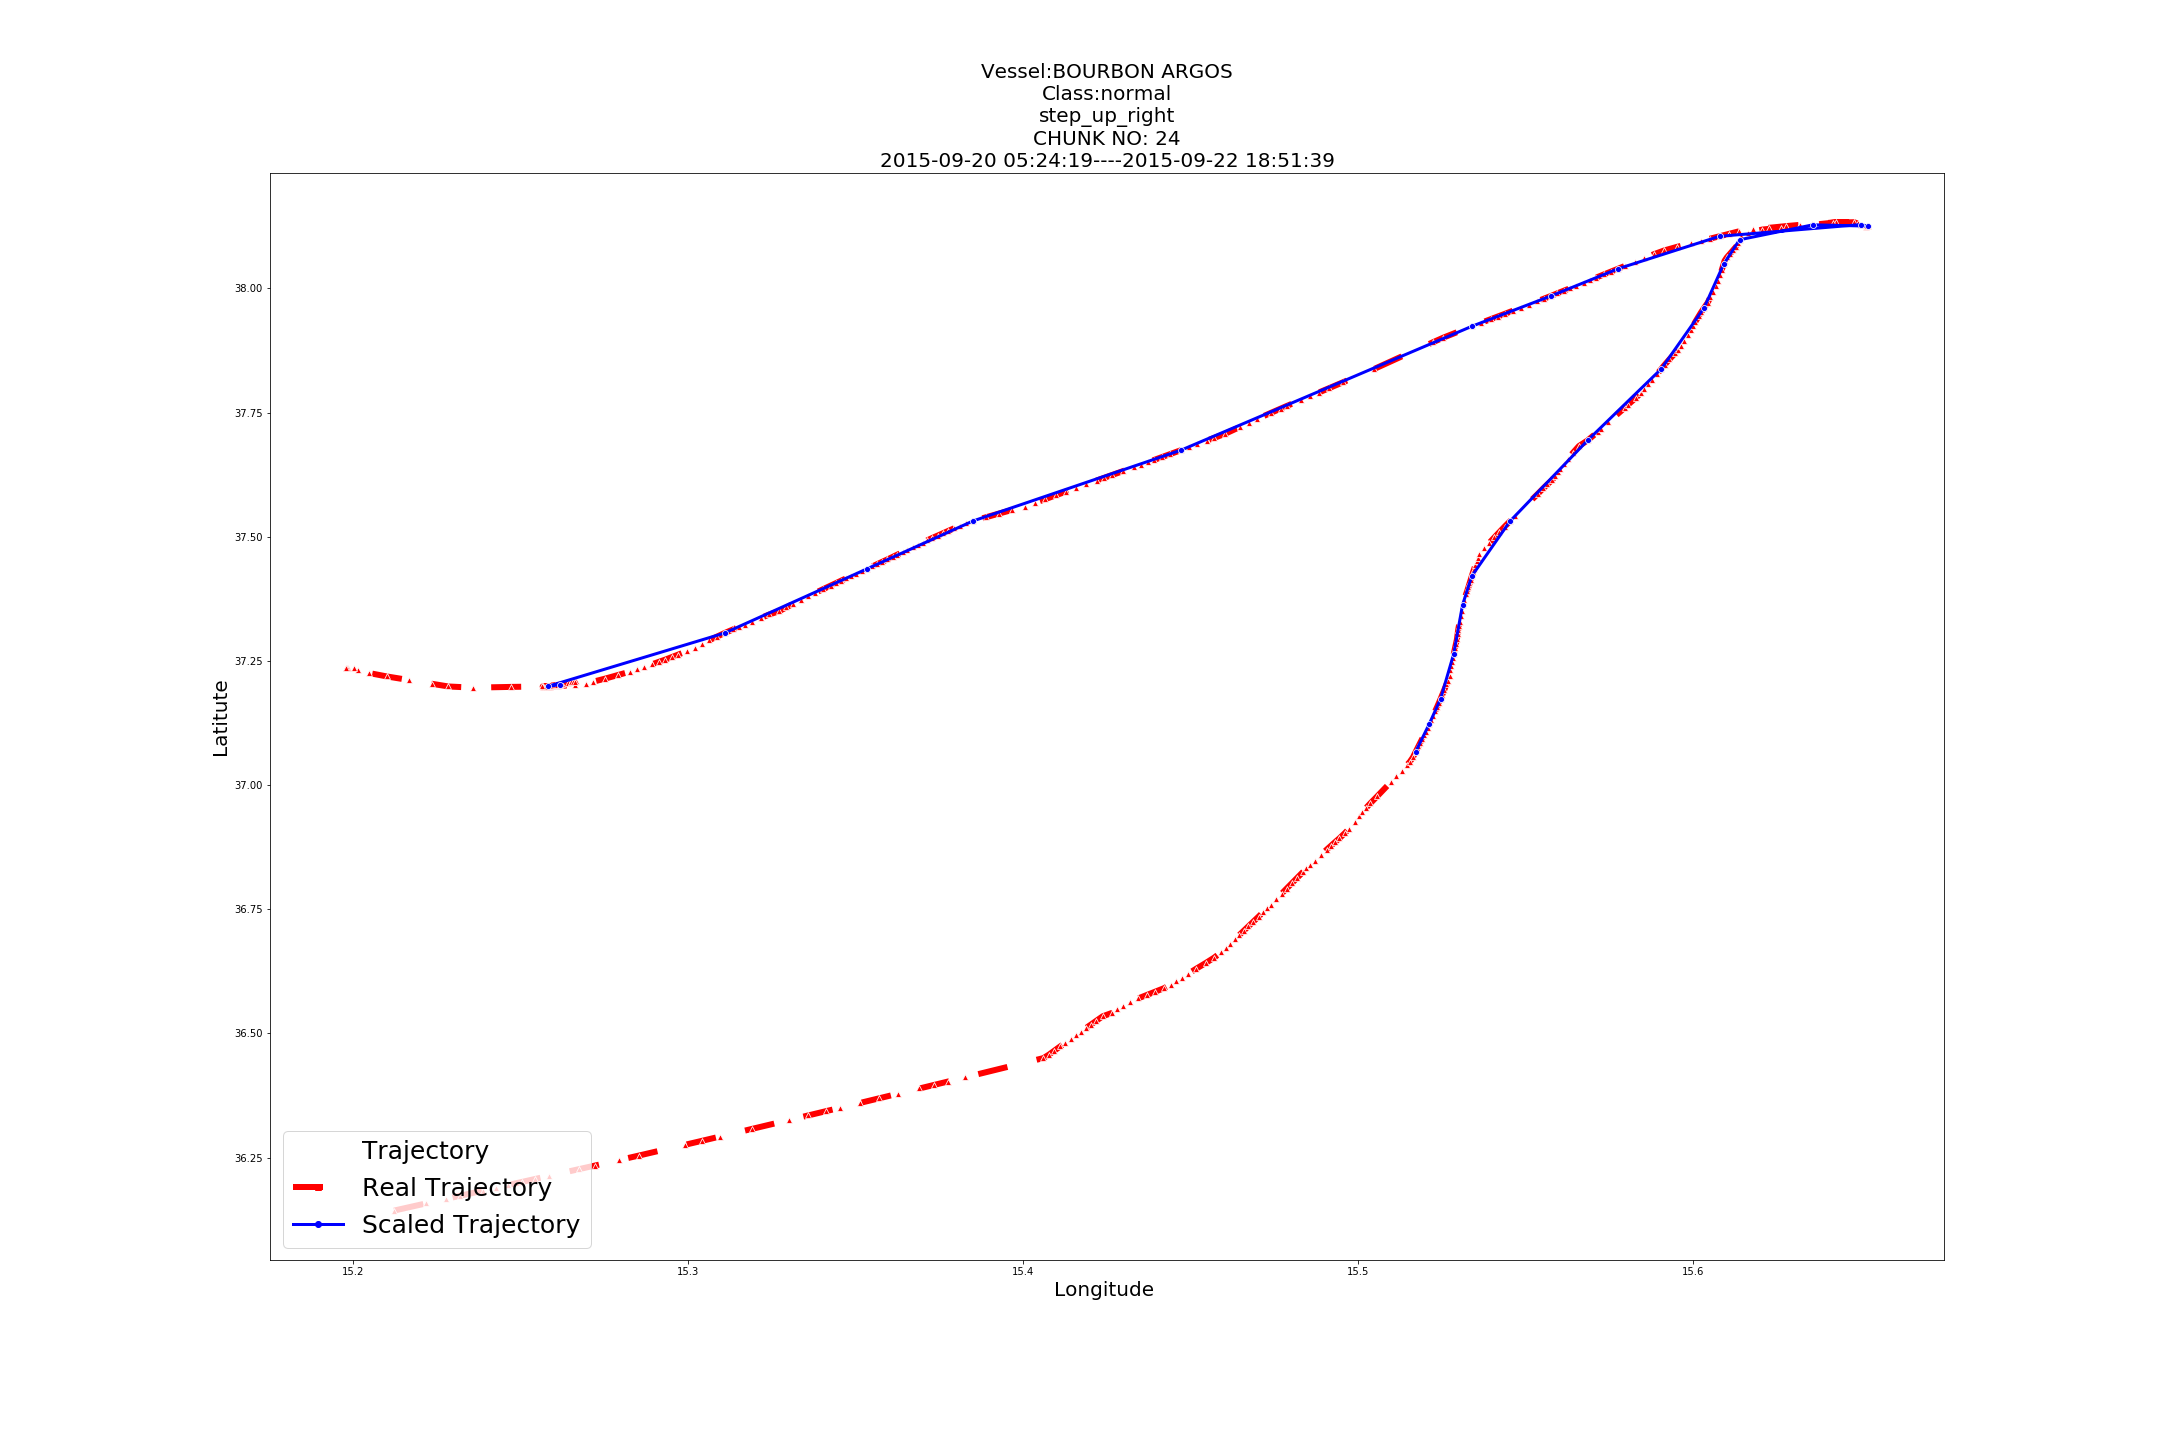 Vessel:BOURBON ARGOS
Class:normal
step_up_right
CHUNK NO: 24
2015-09-20 05:24:19----2015-09-22 18:51:39
38.00
37.75
37.50
37.25
37.00
36.75
36.50
36.25
Latitute
Trajectory
Real Trajectory
Scaled Trajectory
15.2
15.3
15.4
15.5
15.6
Longitude